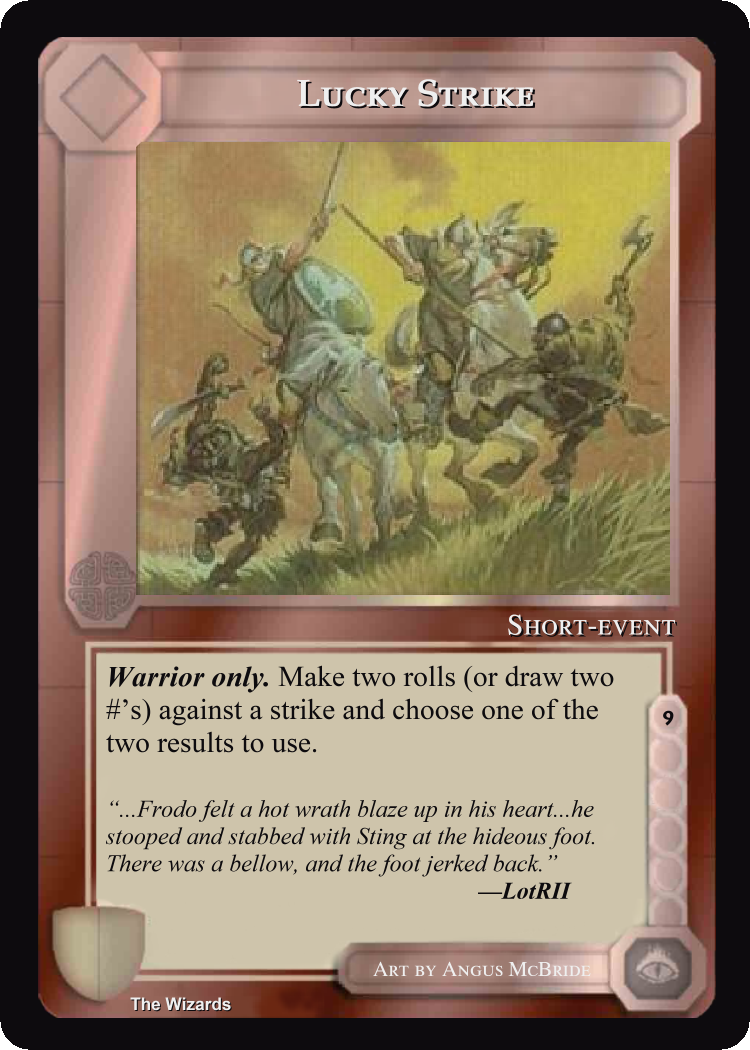 Lucky Strike
Short-event
Warrior only. Make two rolls (or draw two
#’s) against a strike and choose one of the
two results to use.
9
“...Frodo felt a hot wrath blaze up in his heart...he
stooped and stabbed with Sting at the hideous foot.
There was a bellow, and the foot jerked back.”
—LotRII
Art by Angus McBride
The Wizards